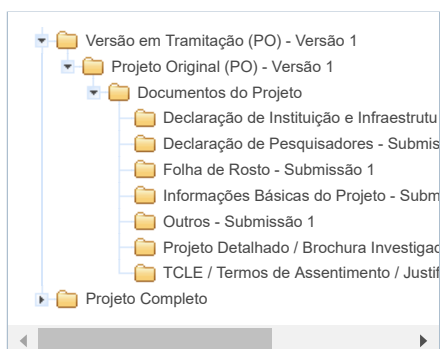 Versão em Tramitação (PO) - Versão 1
Projeto Original (PO) - Versão 1
Documentos do Projeto
Declaração de Instituição e Infraestrutu
Declaração de Pesquisadores - Submis
Folha de Rosto - Submissão 1
Informações Básicas do Projeto - Subm
Outros - Submissão 1
Projeto Detalhado / Brochura Investigad
TCLE / Termos de Assentimento / Justif
Projeto Completo